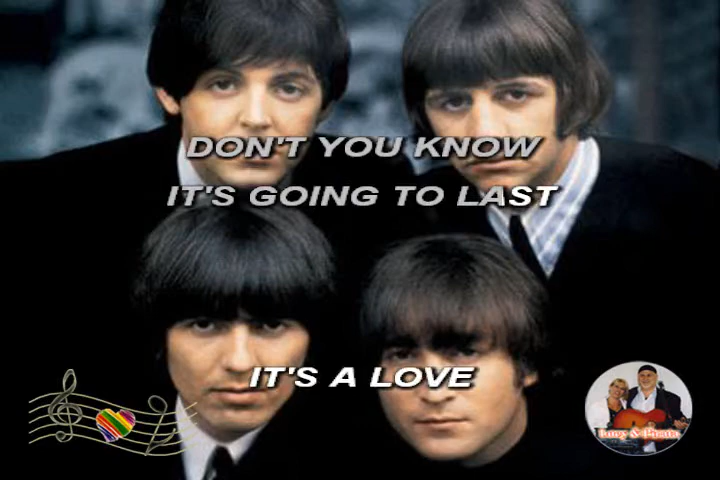 DON'T YOU KNOW
IT'S GOING TO LAST
IT'S A LOVE